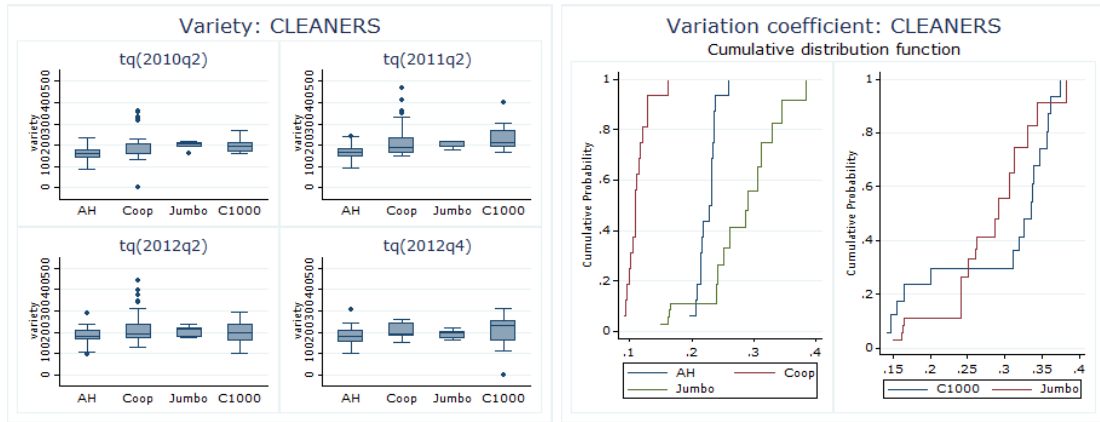 Variety: CLEANERS
tq(2010q2)
tq(2011q2)
variety
0 100200300400500
AH Coop Jumbo C1000
variety
0 100200300400500
AH Coop Jumbo C1000
tq(2012q2)
tq(2012q4)
variety
0 100200300400500
AH Coop Jumbo C1000
variety
0 100200300400500
AH Coop Jumbo C1000
Variation coefficient: CLEANERS
Cumulative distribution function
Cumulative Probability
1
.8
.6
.4
.2
0
.1 .2 .3 .4
AH Coop
Jumbo
Cumulative Probability
1
.8
.6
.4
.2
0
.15 .2 .25 .3 .35 .4
C1000 Jumbo